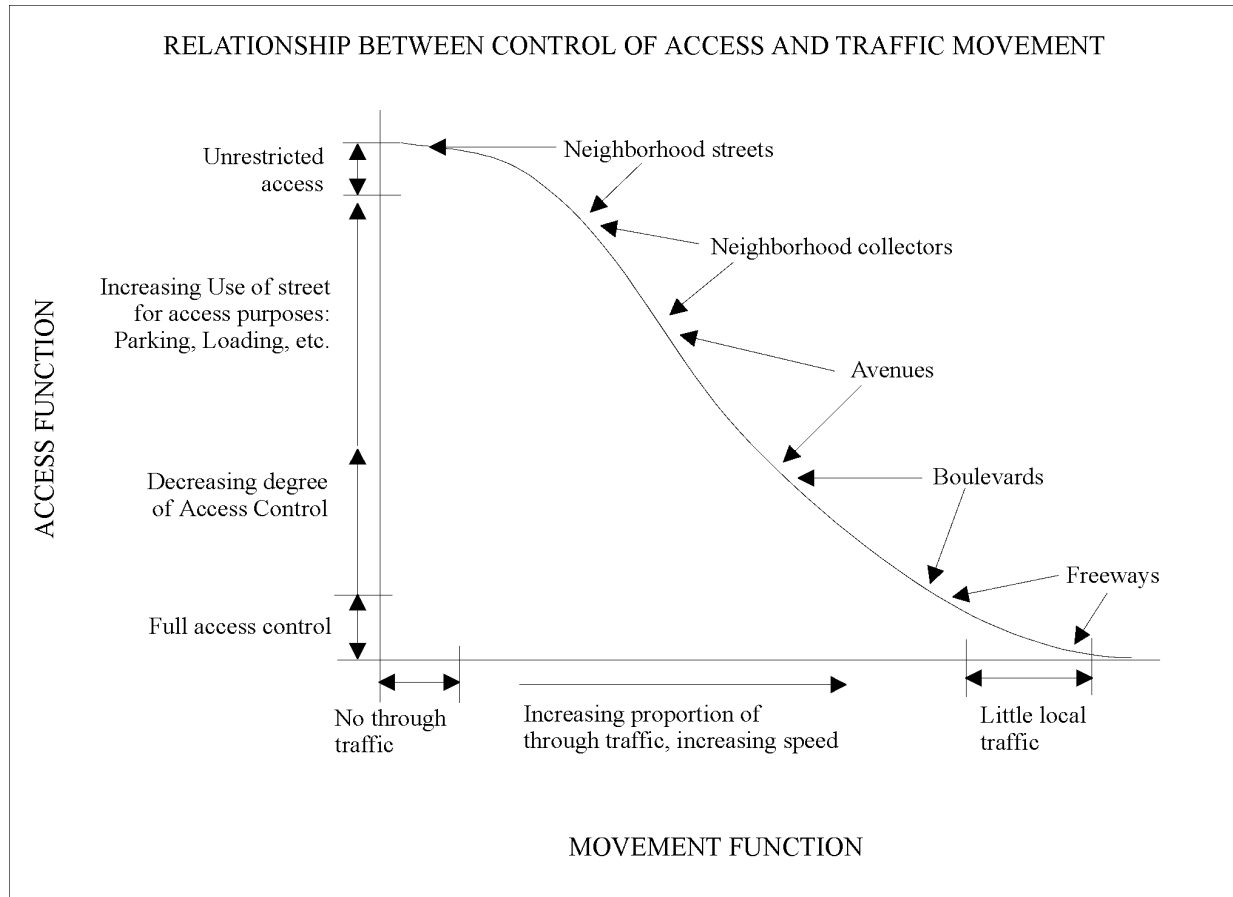 RELATIONSHIP BETWEEN CONTROL OF ACCESS AND TRAFFIC MOVEMENT
Unrestricted
access
Neighborhood streets
Neighborhood collectors
Increasing Use of street
for access purposes:
Parking, Loading, etc.
ACCESS FUNCTION
Avenues
Decreasing degree
of Access Control
Boulevards
Freeways
Full access control
No through
traffic
Increasing proportion of
through traffic, increasing speed
Little local
traffic
MOVEMENT FUNCTION